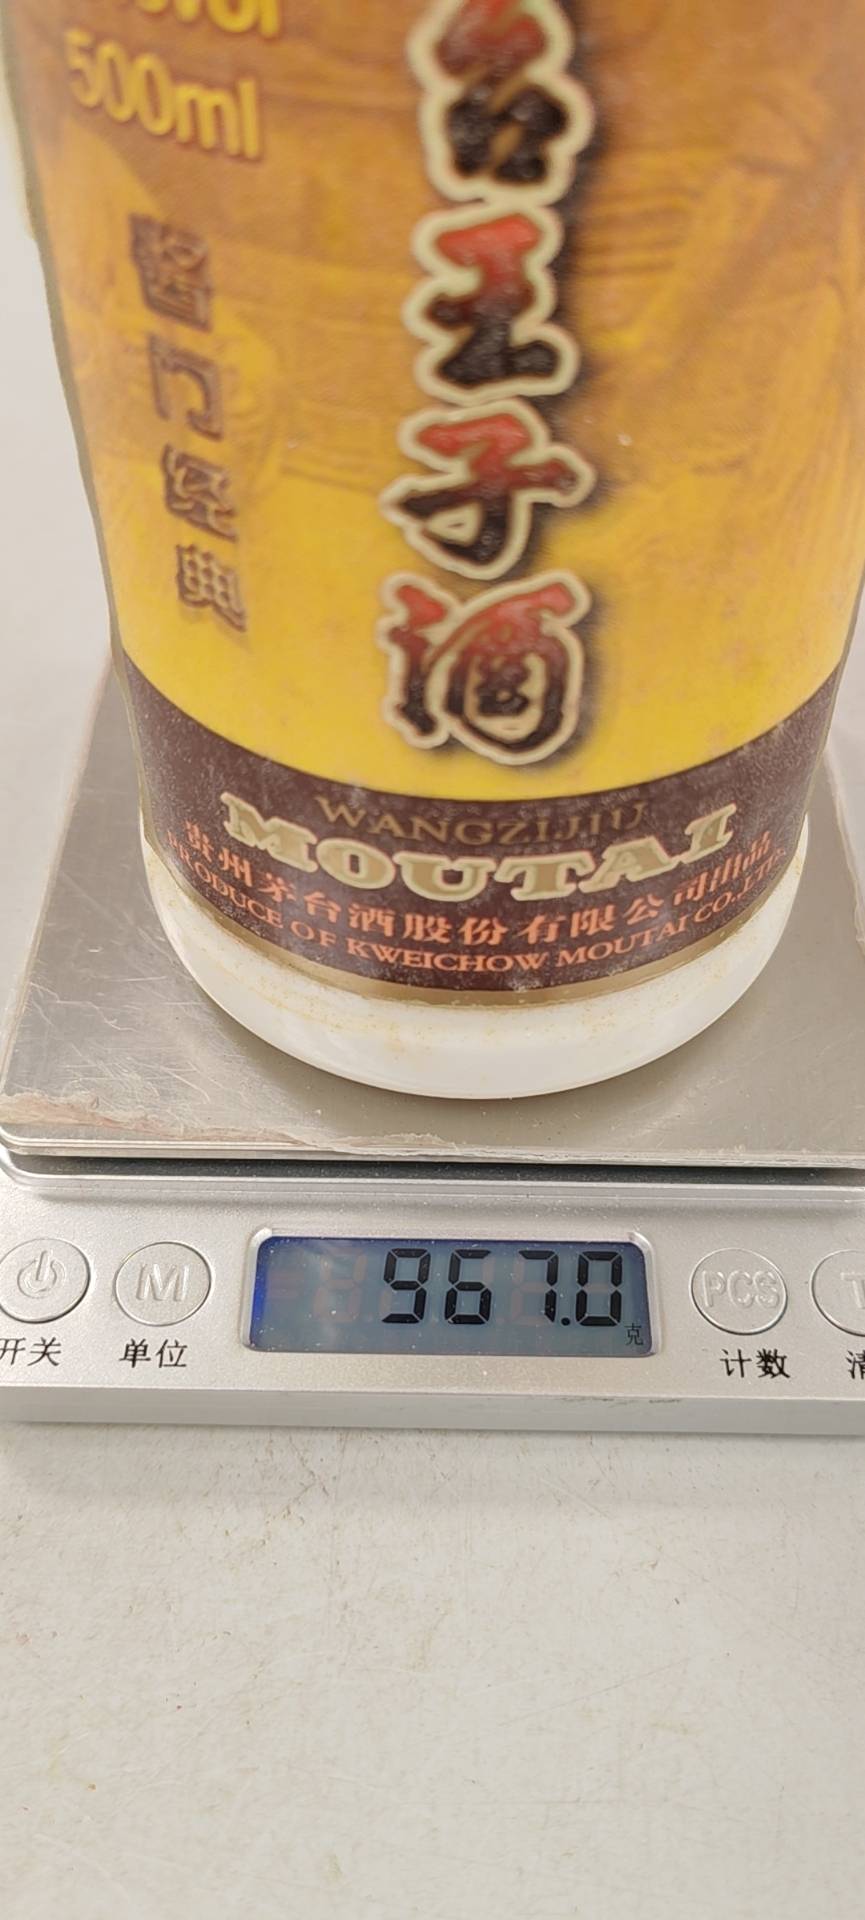 500ml
酱门经典
台王子酒
WANGZIJIU
MOUTAI
贵州茅台酒股份有限公司出品
PRODUCE OF KWEICHOW MOUTAI CO.,LTD.
967.0
克
M
PCS
T
开关
单位
计数
清